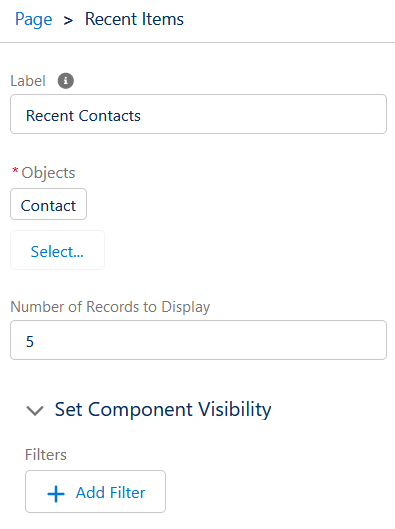 Page > Recent Items
Label
Recent Contacts
*Objects
Contact
Select...
Number of Records to Display
5
Set Component Visibility
Filters
+ Add Filter